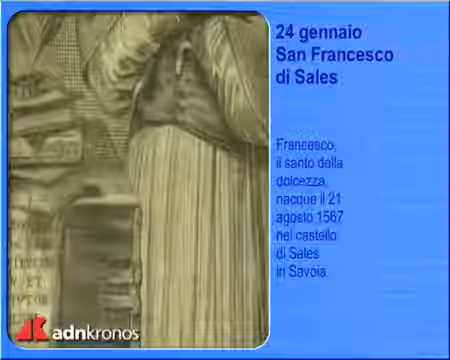 24 gennaio
San Francesco
di Sales
Francesco,
il santo della
dolcezza,
nacque il 21
agosto 1567
nel castello
di Sales
in Savoia.
adnkronos